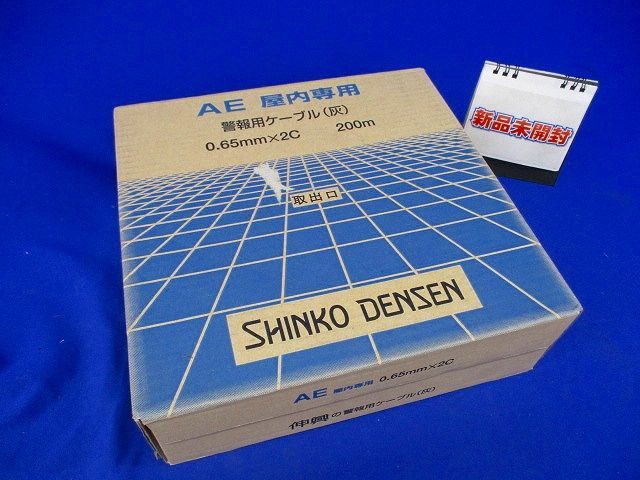 AE 屋内専用
警報用ケーブル(灰)
0.65mm×2C 200m
取出口
SHINKO DENSEN
AE 屋内専用 0.65mm×2C
伸興の警報用ケーブル(灰)
新品未開封